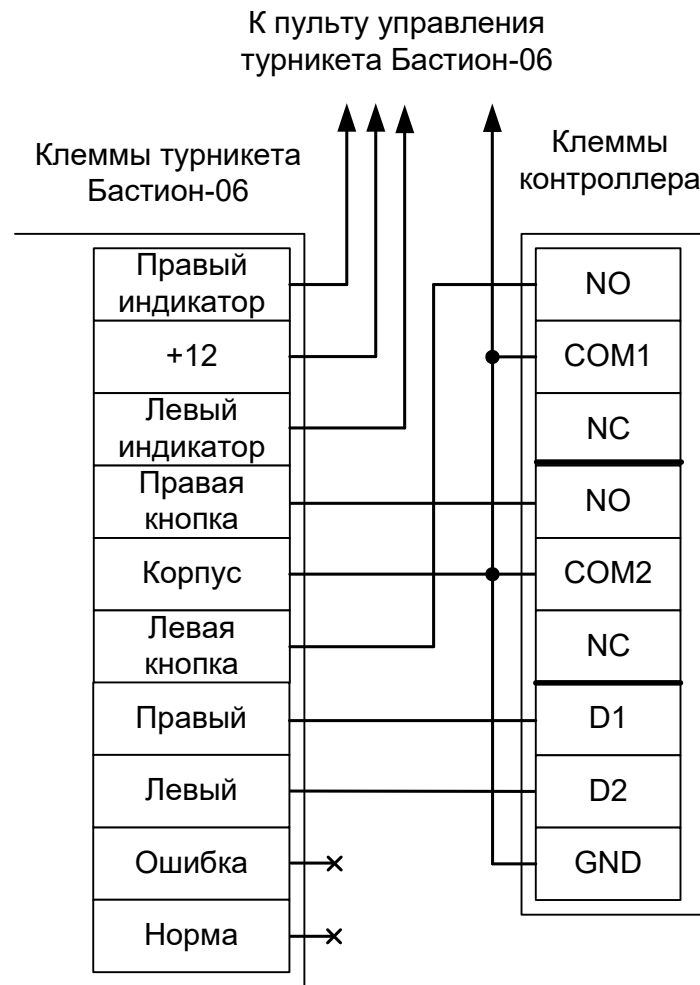 К пульту управления
турникета Бастион-06
Клеммы турникета
Бастион-06
Клеммы
контроллера
Правый
индикатор
+12
Левый
индикатор
Правая
кнопка
Корпус
Левая
кнопка
Правый
Левый
Ошибка
Норма
NO
COM1
NC
NO
COM2
NC
D1
D2
GND